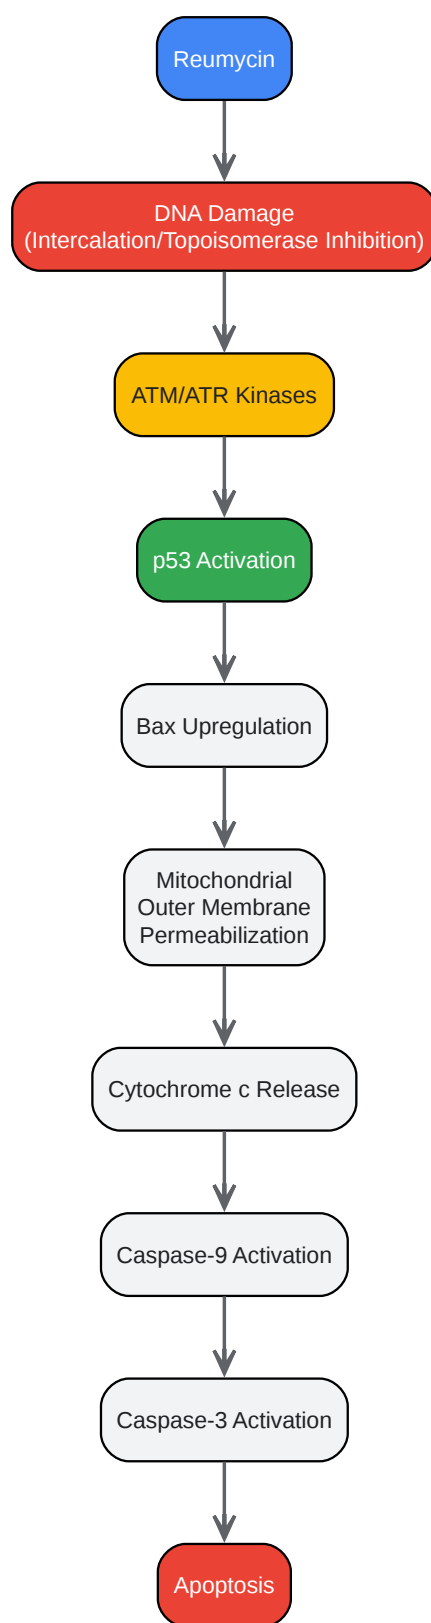 Reumycin
DNA Damage
(Intercalation/Topoisomerase Inhibition)
ATM/ATR Kinases
p53 Activation
Bax Upregulation
Mitochondrial
Outer Membrane
Permeabilization
Cytochrome c Release
Caspase-9 Activation
Caspase-3 Activation
Apoptosis